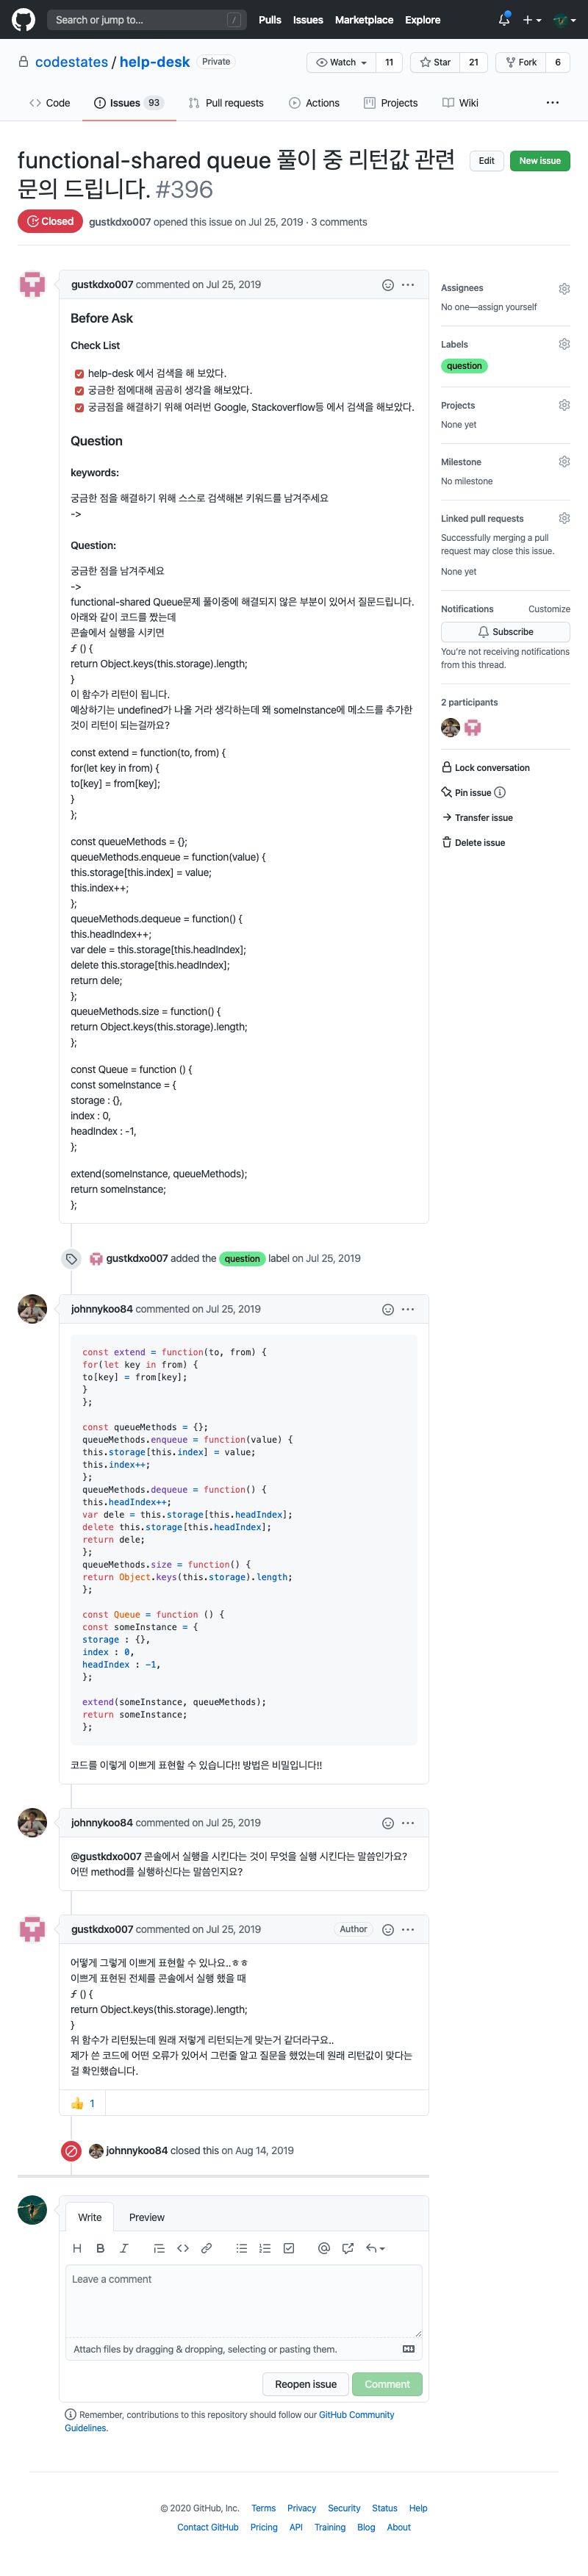 Search or jump to...
/
Pulls Issues Marketplace Explore
codestates / help-desk Private
Watch 11 Star 21 Fork 6
Code Issues 93 Pull requests Actions Projects Wiki ...
functional-shared queue 풀이 중 리턴값 관련
문의 드립니다. #396
Edit New issue
Closed gustkdxo007 opened this issue on Jul 25, 2019 · 3 comments
gustkdxo007 commented on Jul 25, 2019
Before Ask
Check List
help-desk 에서 검색을 해 보았다.
궁금한 점에대해 곰곰히 생각을 해보았다.
궁금점을 해결하기 위해 여러번 Google, Stackoverflow등 에서 검색을 해보았다.
Question
keywords:
궁금한 점을 해결하기 위해 스스로 검색해본 키워드를 남겨주세요
->
Question:
궁금한 점을 남겨주세요
->
functional-shared Queue문제 풀이중에 해결되지 않은 부분이 있어서 질문드립니다.
아래와 같이 코드를 짰는데
콘솔에서 실행을 시키면
ƒ () {
return Object.keys(this.storage).length;
}
이 함수가 리턴이 됩니다.
예상하기는 undefined가 나올 거라 생각하는데 왜 someInstance에 메소드를 추가한
것이 리턴이 되는걸까요?
const extend = function(to, from) {
for(let key in from) {
to[key] = from[key];
}
};
const queueMethods = {};
queueMethods.enqueue = function(value) {
this.storage[this.index] = value;
this.index++;
};
queueMethods.dequeue = function() {
this.headIndex++;
var dele = this.storage[this.headIndex];
delete this.storage[this.headIndex];
return dele;
};
queueMethods.size = function() {
return Object.keys(this.storage).length;
};
const Queue = function () {
const someInstance = {
storage : {},
index : 0,
headIndex : -1,
};
extend(someInstance, queueMethods);
return someInstance;
};
gustkdxo007 added the question label on Jul 25, 2019
johnnykoo84 commented on Jul 25, 2019
const extend = function(to, from) {
for(let key in from) {
to[key] = from[key];
}
};
const queueMethods = {};
queueMethods.enqueue = function(value) {
this.storage[this.index] = value;
this.index++;
};
queueMethods.dequeue = function() {
this.headIndex++;
var dele = this.storage[this.headIndex];
delete this.storage[this.headIndex];
return dele;
};
queueMethods.size = function() {
return Object.keys(this.storage).length;
};
const Queue = function () {
const someInstance = {
storage : {},
index : 0,
headIndex : -1,
};
extend(someInstance, queueMethods);
return someInstance;
};
코드를 이렇게 이쁘게 표현할 수 있습니다!! 방법은 비밀입니다!!
johnnykoo84 commented on Jul 25, 2019
@gustkdxo007 콘솔에서 실행을 시킨다는 것이 무엇을 실행 시킨다는 말씀인가요?
어떤 method를 실행하신다는 말씀인지요?
gustkdxo007 commented on Jul 25, 2019 Author
어떻게 그렇게 이쁘게 표현할 수 있나요..ㅎㅎ
이쁘게 표현된 전체를 콘솔에서 실행 했을 때
ƒ () {
return Object.keys(this.storage).length;
}
위 함수가 리턴됬는데 원래 저렇게 리턴되는게 맞는거 같더라구요..
제가 쓴 코드에 어떤 오류가 있어서 그런줄 알고 질문을 했었는데 원래 리턴값이 맞다는
걸 확인했습니다.
👍 1
johnnykoo84 closed this on Aug 14, 2019
Write Preview
Leave a comment
Attach files by dragging & dropping, selecting or pasting them.
Reopen issue Comment
Remember, contributions to this repository should follow our GitHub Community
Guidelines.
Assignees
No one—assign yourself
Labels
question
Projects
None yet
Milestone
No milestone
Linked pull requests
Successfully merging a pull
request may close this issue.
None yet
Notifications Customize
Subscribe
You're not receiving notifications
from this thread.
2 participants
Lock conversation
Pin issue
Transfer issue
Delete issue
© 2020 GitHub, Inc. Terms Privacy Security Status Help
Contact GitHub Pricing API Training Blog About